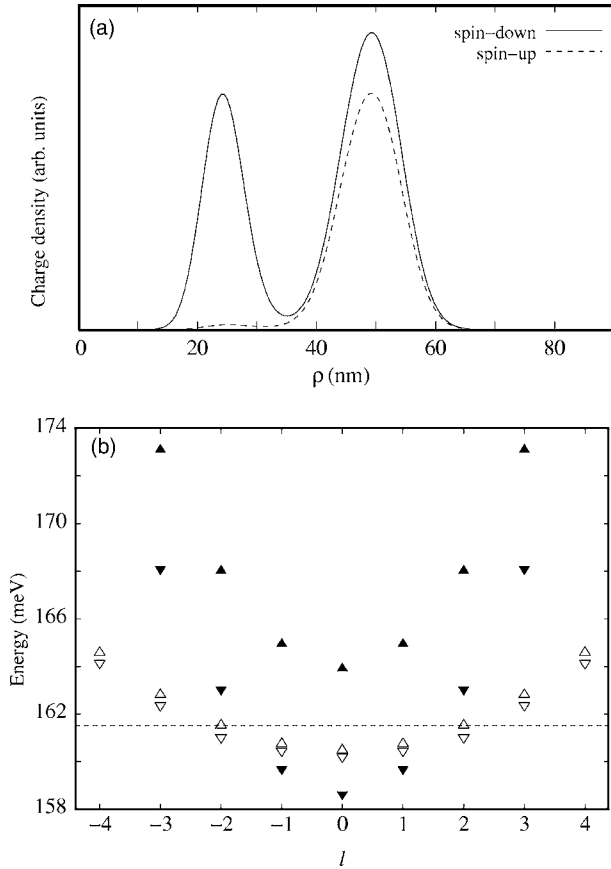 (a)
spin−down
spin−up
Charge density (arb. units)
0 20 40 60 80
ρ (nm)
(b)
174
170
166
162
158
Energy (meV)
−4 −3 −2 −1 0 1 2 3 4
l